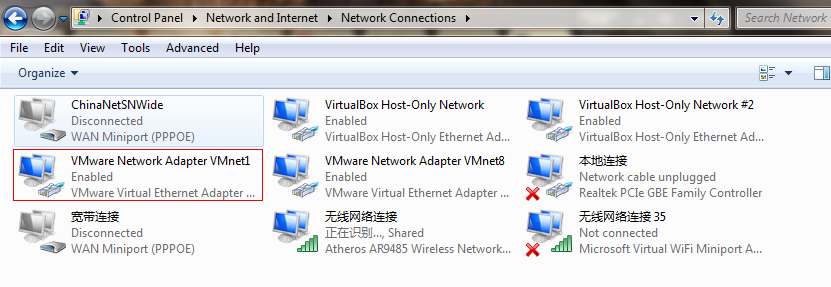 Control Panel ▸ Network and Internet ▸ Network Connections ▸
Search Network
File Edit View Tools Advanced Help
Organize
ChinaNetSNWide
Disconnected
WAN Miniport (PPPOE)
VirtualBox Host-Only Network
Enabled
VirtualBox Host-Only Ethernet Ad...
VirtualBox Host-Only Network #2
Enabled
VirtualBox Host-Only Ethernet Ad...
VMware Network Adapter VMnet1
Enabled
VMware Virtual Ethernet Adapter ...
VMware Network Adapter VMnet8
Enabled
VMware Virtual Ethernet Adapter ...
本地连接
Network cable unplugged
Realtek PCIe GBE Family Controller
宽带连接
Disconnected
WAN Miniport (PPPOE)
无线网络连接
正在识别..., Shared
Atheros AR9485 Wireless Network...
无线网络连接 35
Not connected
Microsoft Virtual WiFi Miniport A...